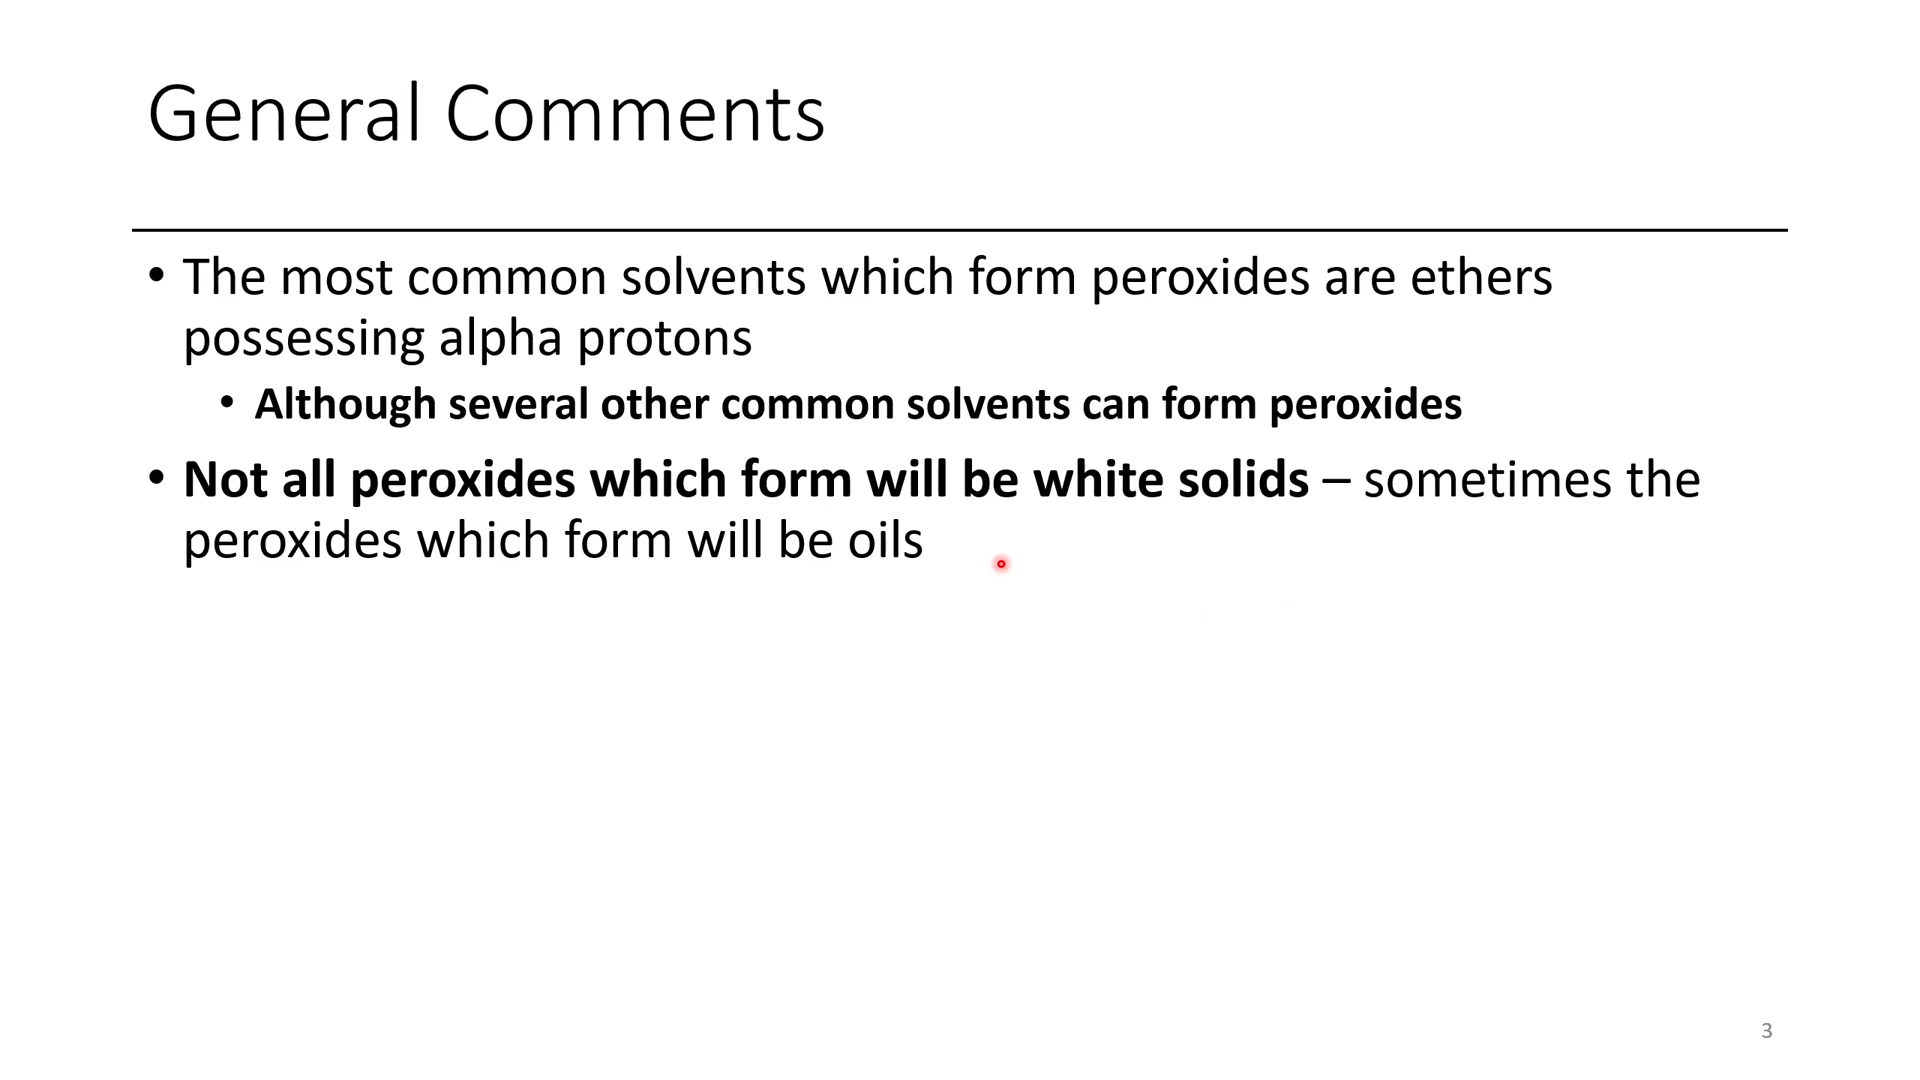 General Comments
• The most common solvents which form peroxides are ethers
possessing alpha protons
• Although several other common solvents can form peroxides
• Not all peroxides which form will be white solids – sometimes the
peroxides which form will be oils
3